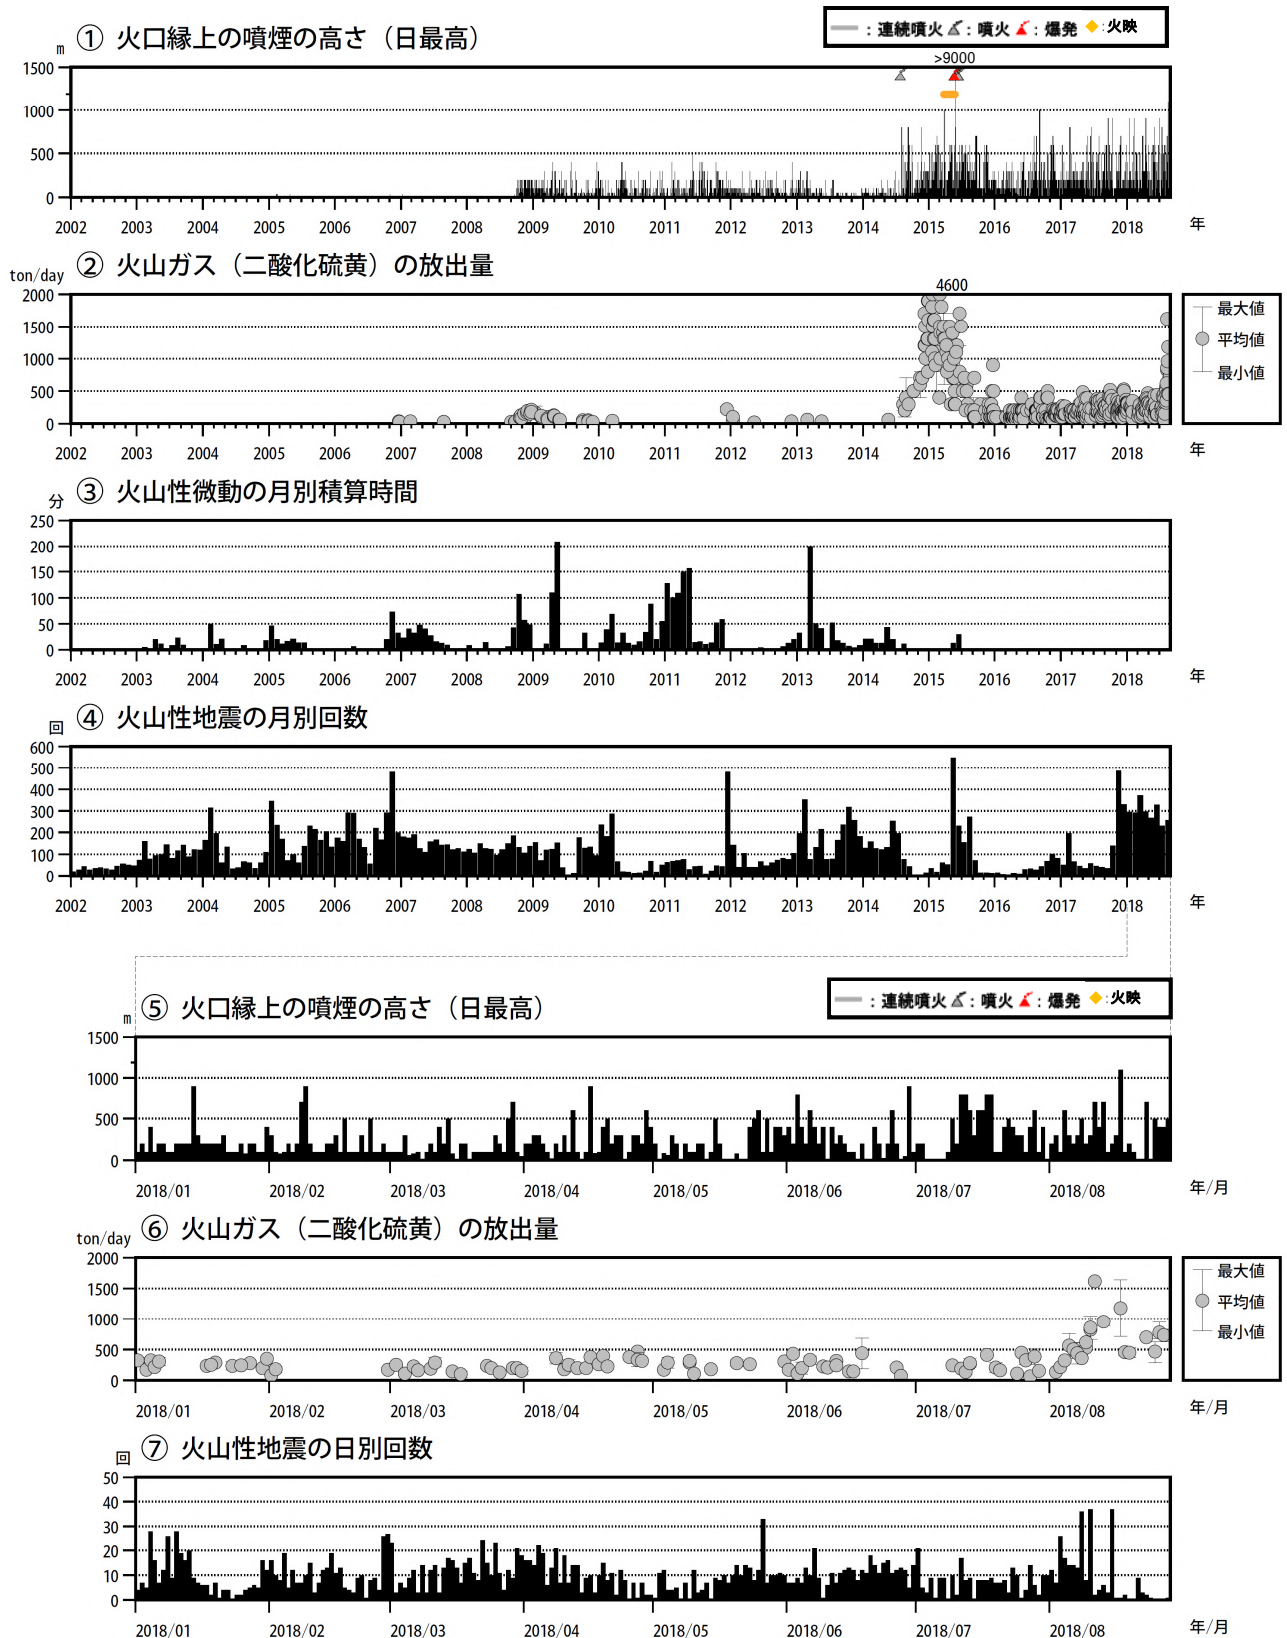 ① 火口縁上の噴煙の高さ（日最高）
：連続噴火 ：噴火 ：爆発 ：火映
m
>9000
1500
1000
500
0
2002 2003 2004 2005 2006 2007 2008 2009 2010 2011 2012 2013 2014 2015 2016 2017 2018 年
② 火山ガス（二酸化硫黄）の放出量
ton/day
4600
2000
1500
1000
500
0
最大値
平均値
最小値
2002 2003 2004 2005 2006 2007 2008 2009 2010 2011 2012 2013 2014 2015 2016 2017 2018 年
③ 火山性微動の月別積算時間
分
250
200
150
100
50
0
2002 2003 2004 2005 2006 2007 2008 2009 2010 2011 2012 2013 2014 2015 2016 2017 2018 年
④ 火山性地震の月別回数
回
600
500
400
300
200
100
0
2002 2003 2004 2005 2006 2007 2008 2009 2010 2011 2012 2013 2014 2015 2016 2017 2018 年
⑤ 火口縁上の噴煙の高さ（日最高）
：連続噴火 ：噴火 ：爆発 ：火映
m
1500
1000
500
0
2018/01 2018/02 2018/03 2018/04 2018/05 2018/06 2018/07 2018/08 年/月
⑥ 火山ガス（二酸化硫黄）の放出量
ton/day
2000
1500
1000
500
0
最大値
平均値
最小値
2018/01 2018/02 2018/03 2018/04 2018/05 2018/06 2018/07 2018/08 年/月
⑦ 火山性地震の日別回数
回
50
40
30
20
10
0
2018/01 2018/02 2018/03 2018/04 2018/05 2018/06 2018/07 2018/08 年/月